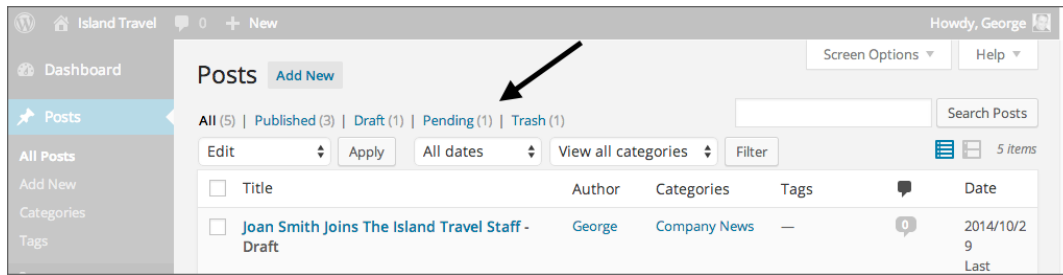 Island Travel 0 + New Howdy, George
Screen Options ▼ Help ▼
Dashboard
Posts Add New
Posts
All (5) | Published (3) | Draft (1) | Pending (1) | Trash (1)
Search Posts
Edit Apply All dates View all categories Filter 5 items
All Posts
Add New
Categories
Tags
Title Author Categories Tags Date
Joan Smith Joins The Island Travel Staff - George Company News — 0 2014/10/2
Draft 9
Last